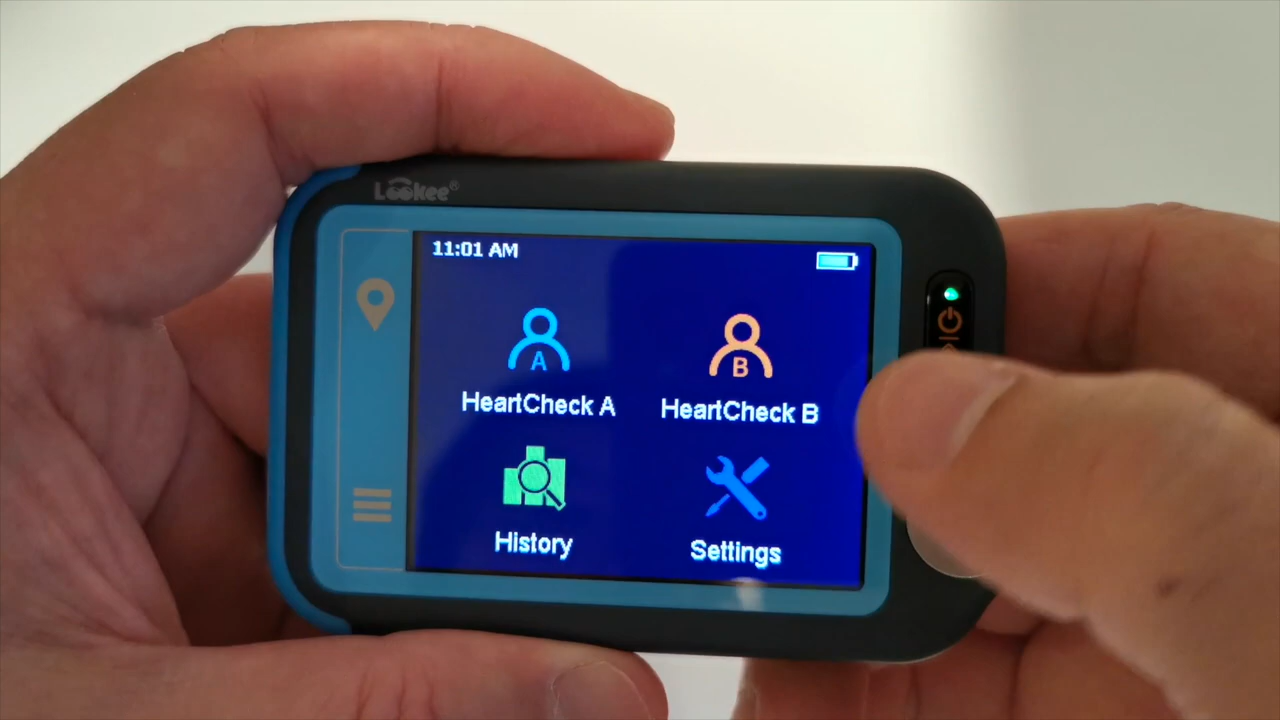 Lookee®
11:01 AM
A
B
HeartCheck A
HeartCheck B
History
Settings